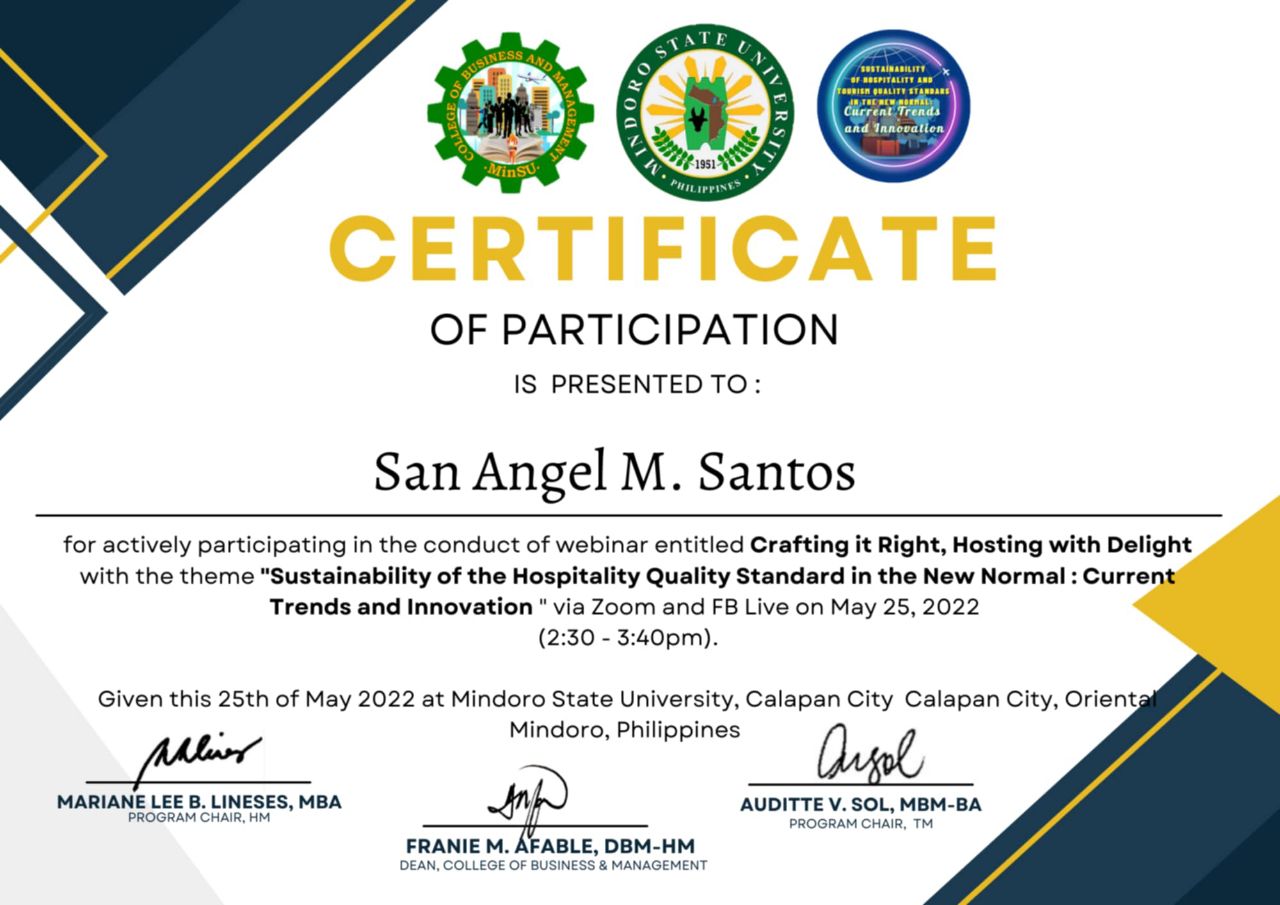 COLLEGE OF BUSINESS AND MANAGEMENT
MinSU
MINDORO STATE UNIVERSITY
1951
PHILIPPINES
SUSTAINABILITY
OF HOSPITALITY AND
TOURISM QUALITY STANDARS
IN THE NEW NORMAL:
Current Trends
and Innovation
CERTIFICATE
OF PARTICIPATION
IS PRESENTED TO :
San Angel M. Santos
for actively participating in the conduct of webinar entitled Crafting it Right, Hosting with Delight
with the theme "Sustainability of the Hospitality Quality Standard in the New Normal : Current
Trends and Innovation " via Zoom and FB Live on May 25, 2022
(2:30 - 3:40pm).
Given this 25th of May 2022 at Mindoro State University, Calapan City Calapan City, Oriental
Mindoro, Philippines
MARIANE LEE B. LINESES, MBA
PROGRAM CHAIR, HM
AUDITTE V. SOL, MBM-BA
PROGRAM CHAIR, TM
FRANIE M. AFABLE, DBM-HM
DEAN, COLLEGE OF BUSINESS & MANAGEMENT